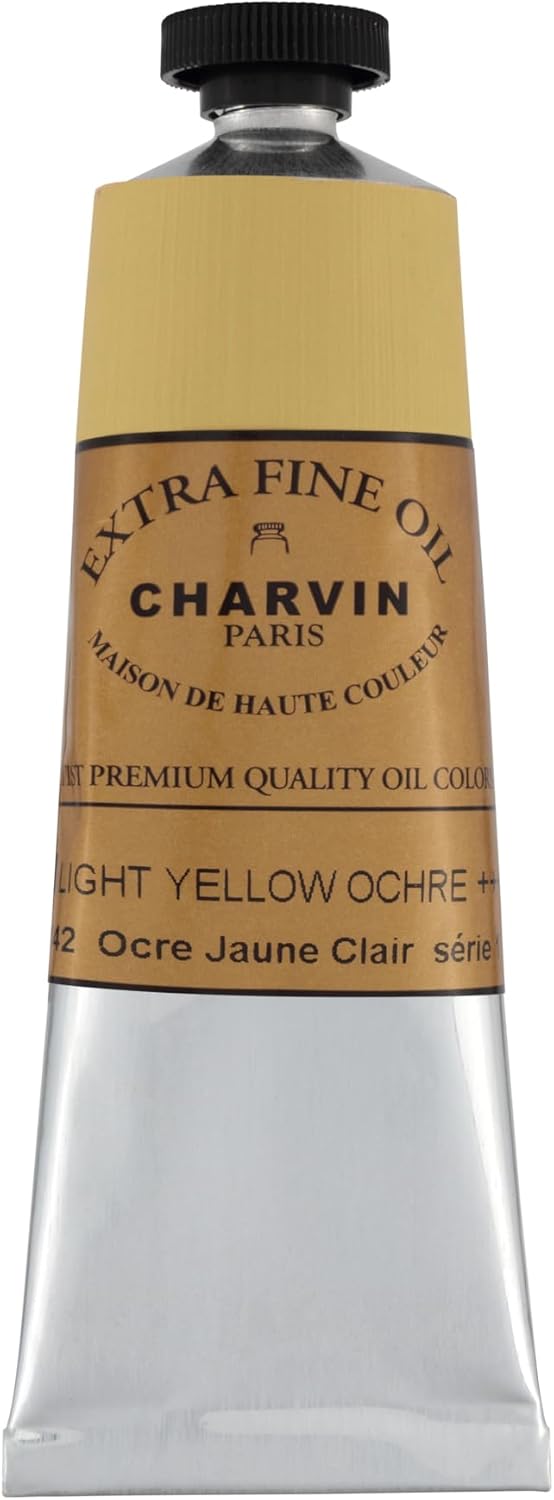 EXTRA FINE OIL
CHARVIN
PARIS
MAISON DE HAUTE COULEUR
PREMIUM QUALITY OIL COLOR
LIGHT YELLOW OCHRE
42 Ocre Jaune Clair série